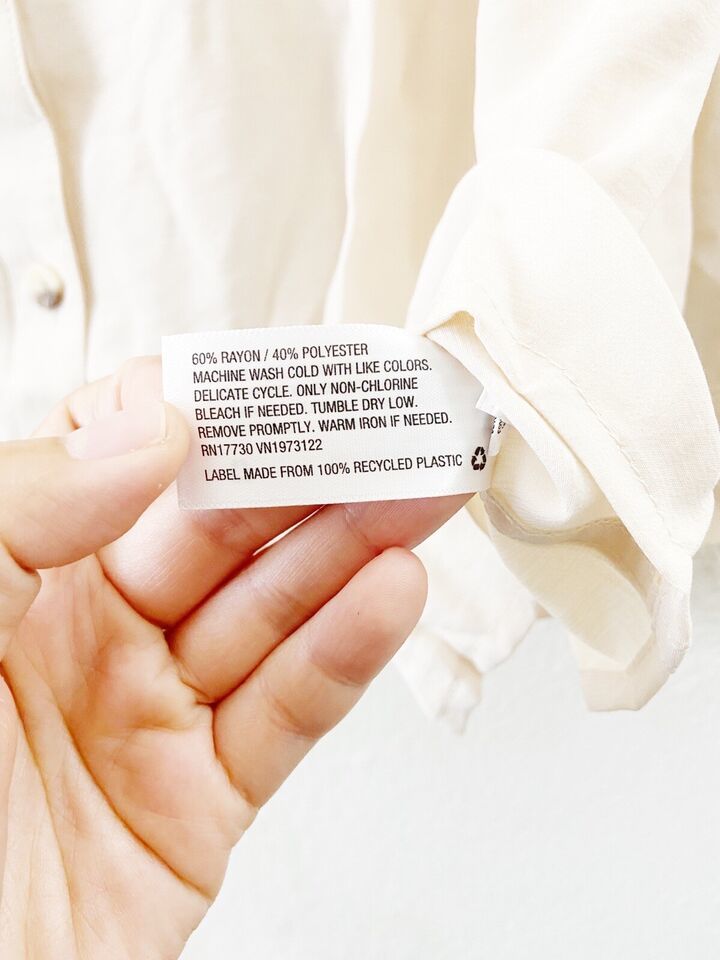 60% RAYON / 40% POLYESTER
MACHINE WASH COLD WITH LIKE COLORS.
DELICATE CYCLE. ONLY NON-CHLORINE
BLEACH IF NEEDED. TUMBLE DRY LOW.
REMOVE PROMPTLY. WARM IRON IF NEEDED.
RN17730 VN1973122
LABEL MADE FROM 100% RECYCLED PLASTIC